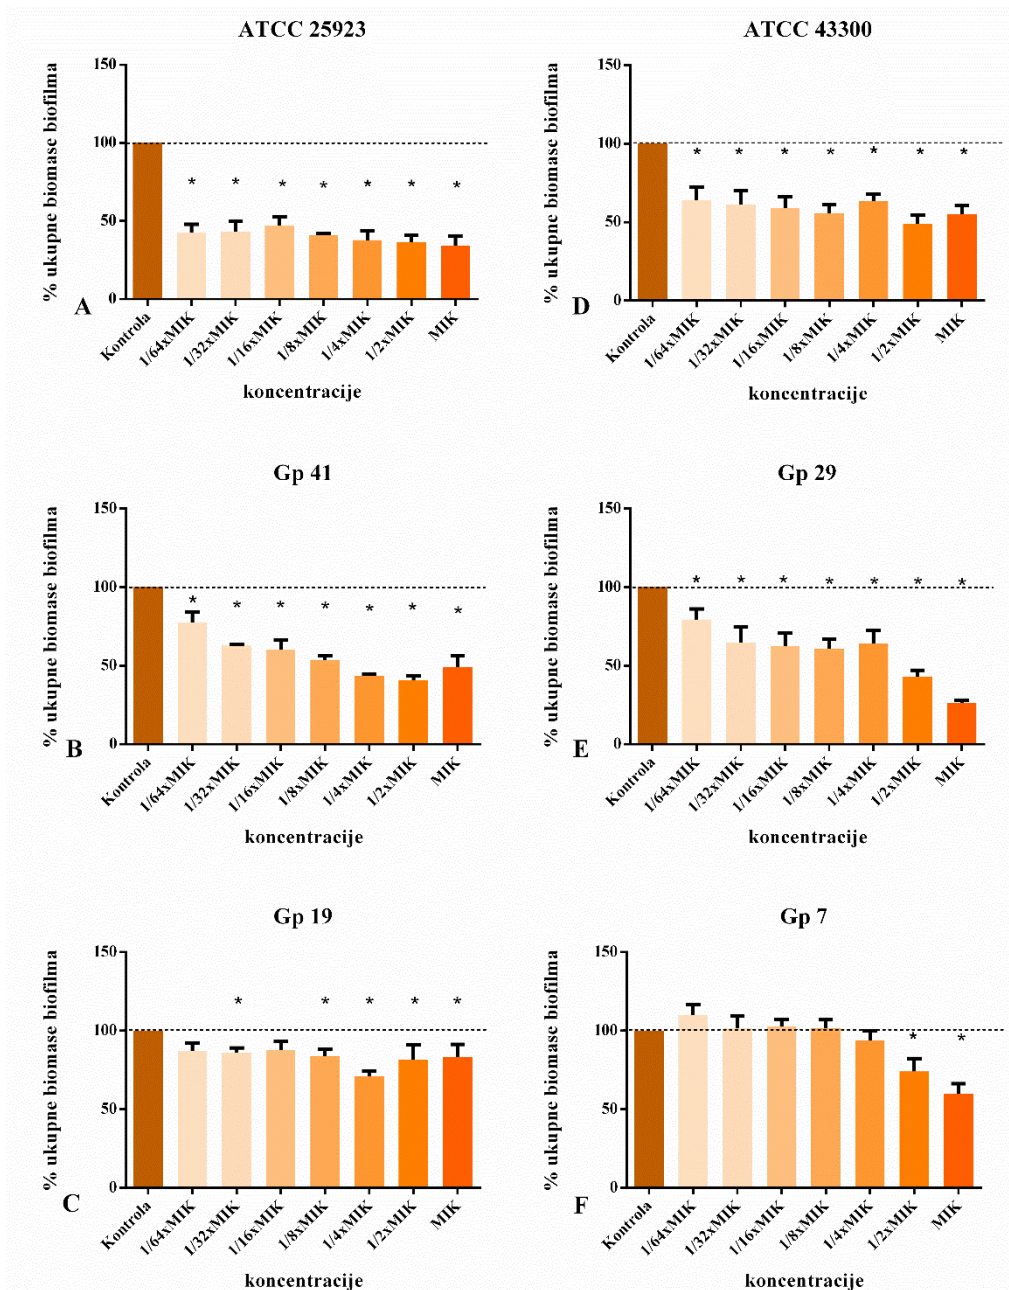 ATCC 25923
% ukupne biomase biofilma
150
100
50
0
* * * * * * *
A
Kontrola
1/64xMIK
1/32xMIK
1/16xMIK
1/8xMIK
1/4xMIK
1/2xMIK
MIK
koncentracije
ATCC 43300
% ukupne biomase biofilma
150
100
50
0
* * * * * * *
D
Kontrola
1/64xMIK
1/32xMIK
1/16xMIK
1/8xMIK
1/4xMIK
1/2xMIK
MIK
koncentracije
Gp 41
% ukupne biomase biofilma
150
100
50
0
* * * * * * *
B
Kontrola
1/64xMIK
1/32xMIK
1/16xMIK
1/8xMIK
1/4xMIK
1/2xMIK
MIK
koncentracije
Gp 29
% ukupne biomase biofilma
150
100
50
0
* * * * * * *
E
Kontrola
1/64xMIK
1/32xMIK
1/16xMIK
1/8xMIK
1/4xMIK
1/2xMIK
MIK
koncentracije
Gp 19
% ukupne biomase biofilma
150
100
50
0
* * * * *
C
Kontrola
1/64xMIK
1/32xMIK
1/16xMIK
1/8xMIK
1/4xMIK
1/2xMIK
MIK
koncentracije
Gp 7
% ukupne biomase biofilma
150
100
50
0
* *
F
Kontrola
1/64xMIK
1/32xMIK
1/16xMIK
1/8xMIK
1/4xMIK
1/2xMIK
MIK
koncentracije